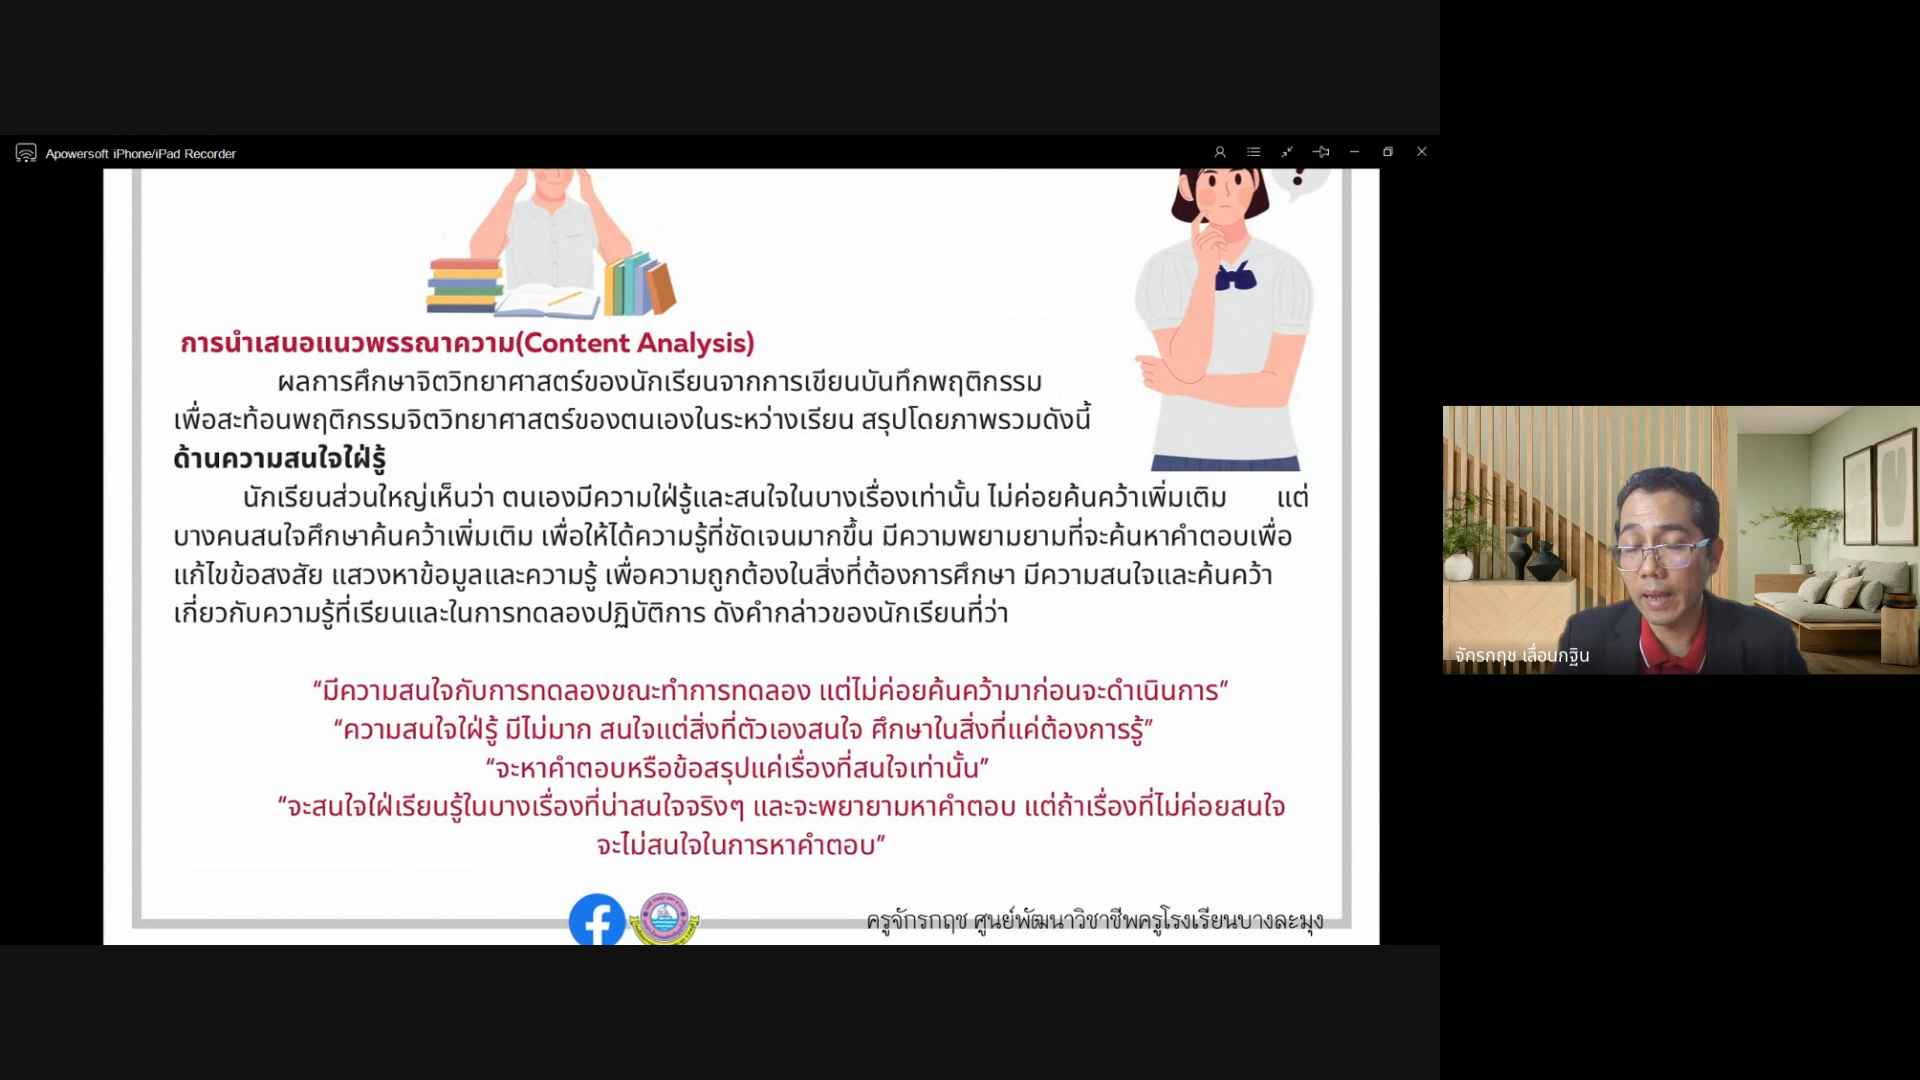 Apowersoft iPhone/iPad Recorder
การนำเสนอแนวพรรณาความ(Content Analysis)
ผลการศึกษาจิตวิทยาศาสตร์ของนักเรียนจากการเขียนบันทึกพฤติกรรม
เพื่อสะท้อนพฤติกรรมจิตวิทยาศาสตร์ของตนเองในระหว่างเรียน สรุปโดยภาพรวมดังนี้
ด้านความสนใจใฝ่รู้
นักเรียนส่วนใหญ่เห็นว่า ตนเองมีความใฝ่รู้และสนใจในบางเรื่องเท่านั้น ไม่ค่อยค้นคว้าเพิ่มเติม แต่
บางคนสนใจศึกษาค้นคว้าเพิ่มเติม เพื่อให้ได้ความรู้ที่ชัดเจนมากขึ้น มีความพยามยามที่จะค้นหาคำตอบเพื่อ
แก้ไขข้อสงสัย แสวงหาข้อมูลและความรู้ เพื่อความถูกต้องในสิ่งที่ต้องการศึกษา มีความสนใจและค้นคว้า
เกี่ยวกับความรู้ที่เรียนและในการทดลองปฏิบัติการ ดังคำกล่าวของนักเรียนที่ว่า
“มีความสนใจกับการทดลองขณะทำการทดลอง แต่ไม่ค่อยค้นคว้ามาก่อนจะดำเนินการ”
“ความสนใจใฝ่รู้ มีไม่มาก สนใจแต่สิ่งที่ตัวเองสนใจ ศึกษาในสิ่งที่แค่ต้องการรู้”
“จะหาคำตอบหรือข้อสรุปแค่เรื่องที่สนใจเท่านั้น”
“จะสนใจใฝ่เรียนรู้ในบางเรื่องที่น่าสนใจจริงๆ และจะพยายามหาคำตอบ แต่ถ้าเรื่องที่ไม่ค่อยสนใจ
จะไม่สนใจในการหาคำตอบ”
ครูจักรกฤช ศูนย์พัฒนาวิชาชีพครูโรงเรียนบางละมุง
จักรกฤช เลื่อนกฐิน